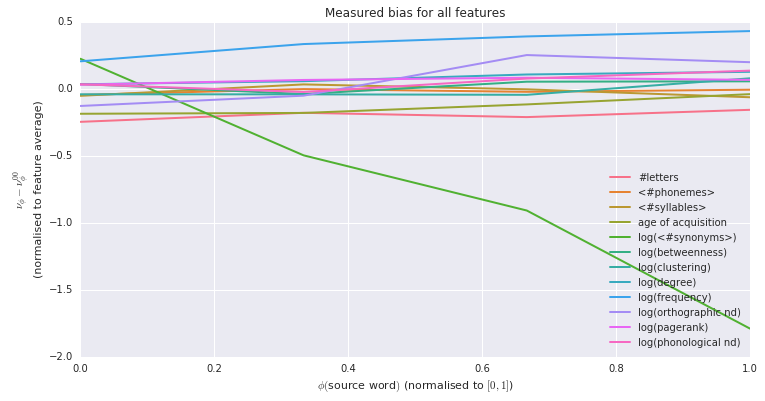 Measured bias for all features
0.5
0.0
−0.5
−1.0
−1.5
−2.0
ν_φ − ν_φ^00
(normalised to feature average)
#letters
<#phonemes>
<#syllables>
age of acquisition
log(<#synonyms>)
log(betweenness)
log(clustering)
log(degree)
log(frequency)
log(orthographic nd)
log(pagerank)
log(phonological nd)
0.0 0.2 0.4 0.6 0.8 1.0
φ(source word) (normalised to [0, 1])